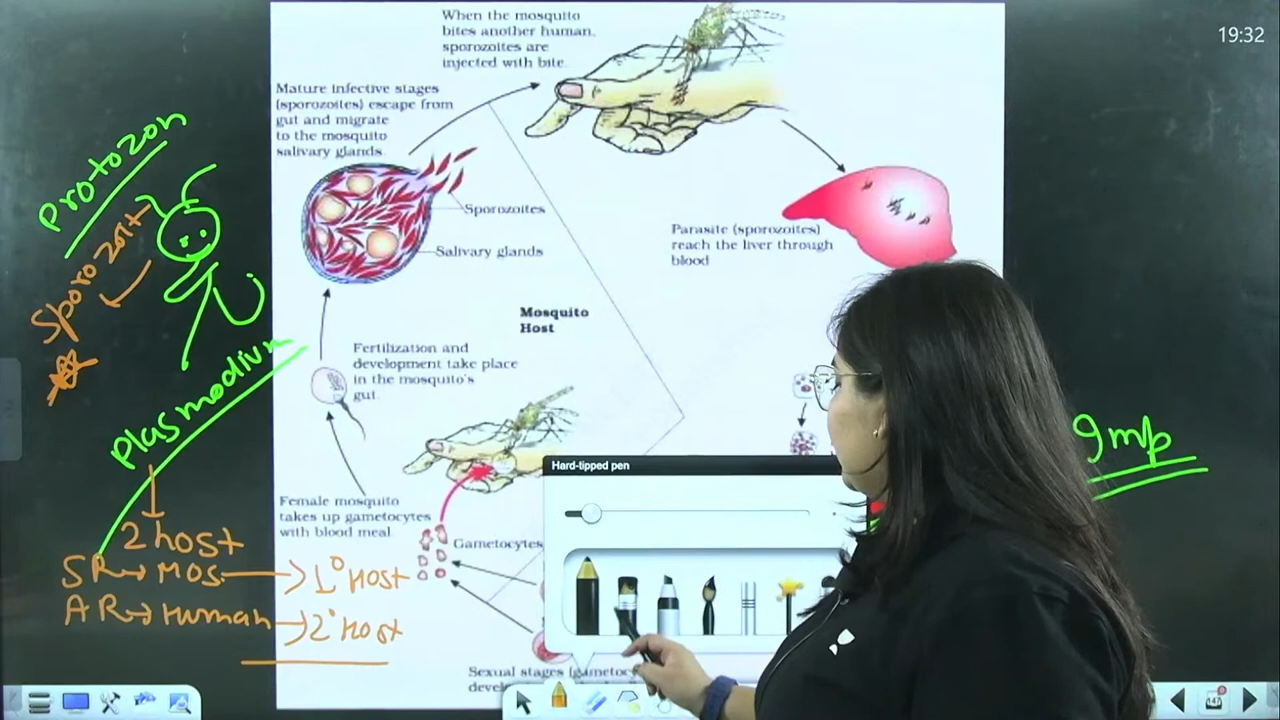 19:32
When the mosquito
bites another human,
sporozoites are
injected with bite.
Mature infective stages
(sporozoites) escape from
gut and migrate
to the mosquito
salivary glands.
Sporozoites
Salivary glands
Parasite (sporozoites)
reach the liver through
blood
Mosquito
Host
Fertilization and
development take place
in the mosquito's
gut.
Female mosquito
takes up gametocytes
with blood meal.
Gametocytes
Sexual stages (gametoc
devel
Hard-tipped pen
Protozon
Sporozoit
Plasmodium
2 host
SR → Mos → 1° Host
AR → Human → 2° Host
Imp